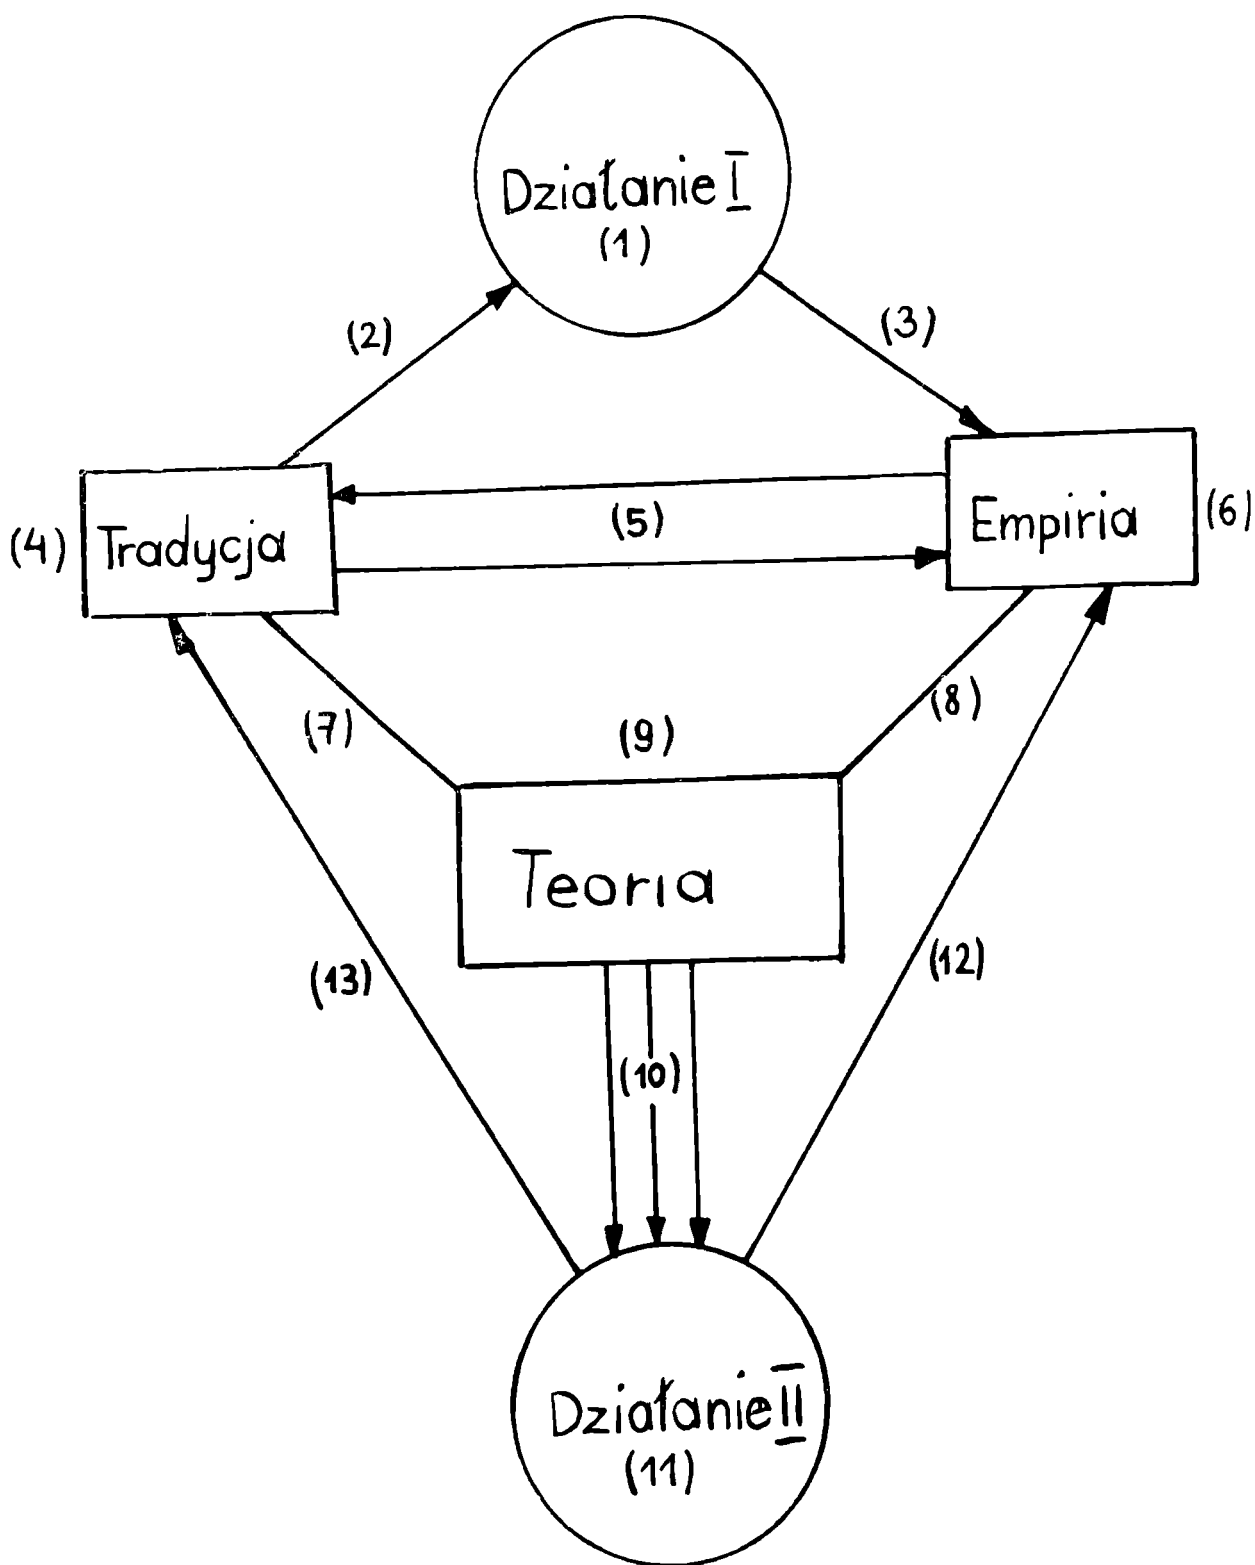 Działanie I
(1)
(2)
(3)
(4)
Tradycja
(5)
Empiria
(6)
(7)
(8)
(9)
Teoria
(10)
(13)
(12)
Działanie II
(11)